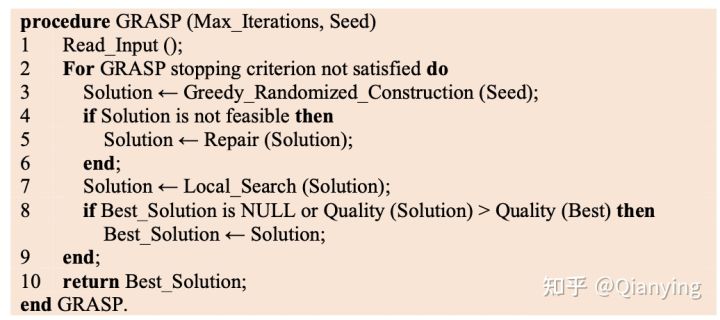 procedure GRASP (Max_Iterations, Seed)
1 Read_Input ();
2 For GRASP stopping criterion not satisfied do
3 Solution ← Greedy_Randomized_Construction (Seed);
4 if Solution is not feasible then
5 Solution ← Repair (Solution);
6 end;
7 Solution ← Local_Search (Solution);
8 if Best_Solution is NULL or Quality (Solution) > Quality (Best) then
Best_Solution ← Solution;
9 end;
10 return Best_Solution;
end GRASP.
知乎 @Qianying